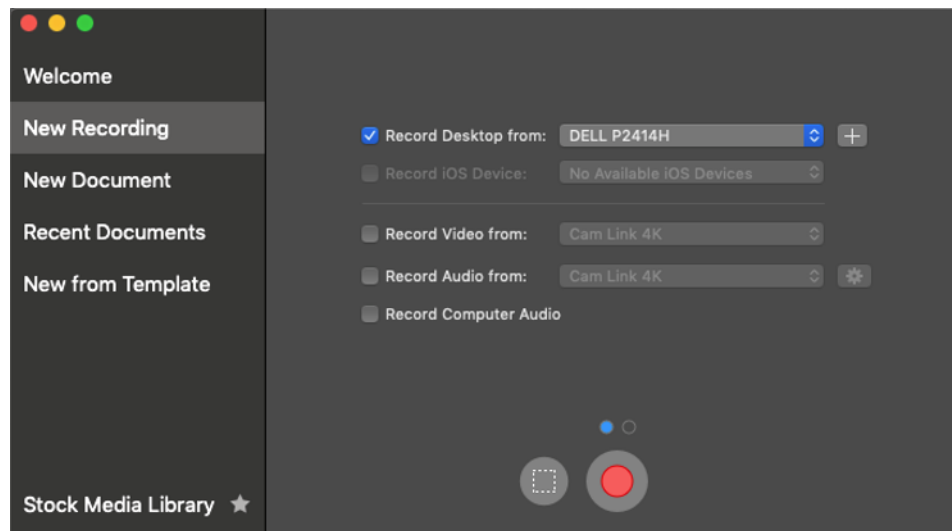 Welcome
New Recording
New Document
Recent Documents
New from Template
Stock Media Library
Record Desktop from: DELL P2414H
Record iOS Device: No Available iOS Devices
Record Video from: Cam Link 4K
Record Audio from: Cam Link 4K
Record Computer Audio